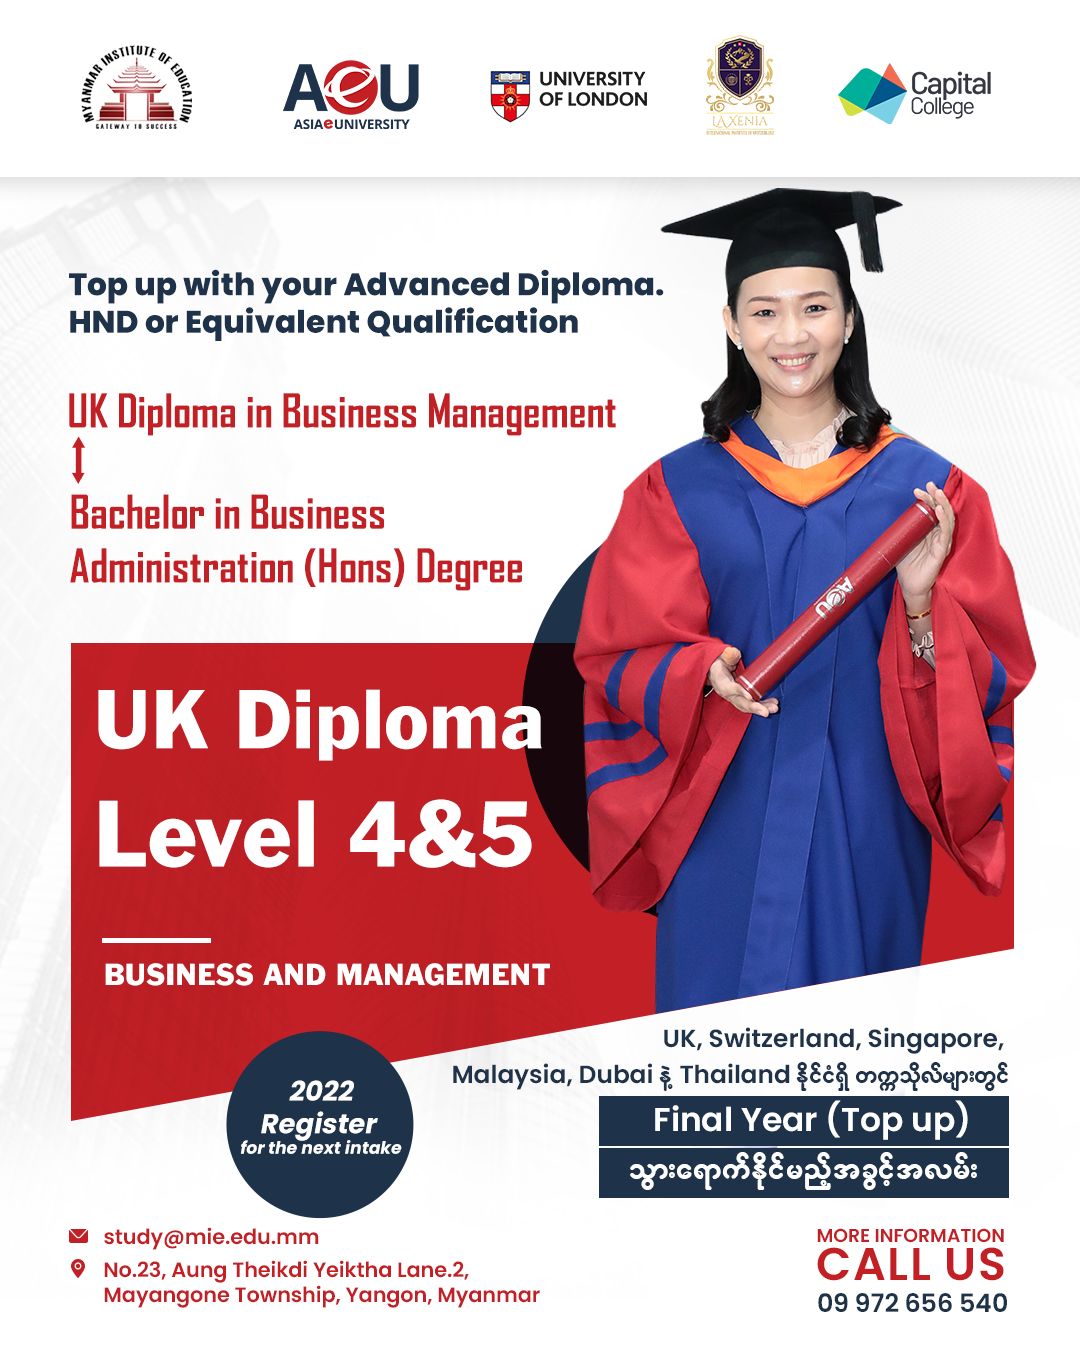 MYANMAR INSTITUTE OF EDUCATION
GATEWAY TO SUCCESS
AeU
ASIAeUNIVERSITY
UNIVERSITY
OF LONDON
LA XENIA
Capital
College
Top up with your Advanced Diploma.
HND or Equivalent Qualification
UK Diploma in Business Management
Bachelor in Business
Administration (Hons) Degree
AeU
UK Diploma
Level 4&5
BUSINESS AND MANAGEMENT
UK, Switzerland, Singapore,
Malaysia, Dubai နဲ့ Thailand နိုင်ငံရှိ တက္ကသိုလ်များတွင်
Final Year (Top up)
သွားရောက်နိုင်မည့်အခွင့်အလမ်း
2022
Register
for the next intake
study@mie.edu.mm
No.23, Aung Theikdi Yeiktha Lane.2,
Mayangone Township, Yangon, Myanmar
MORE INFORMATION
CALL US
09 972 656 540